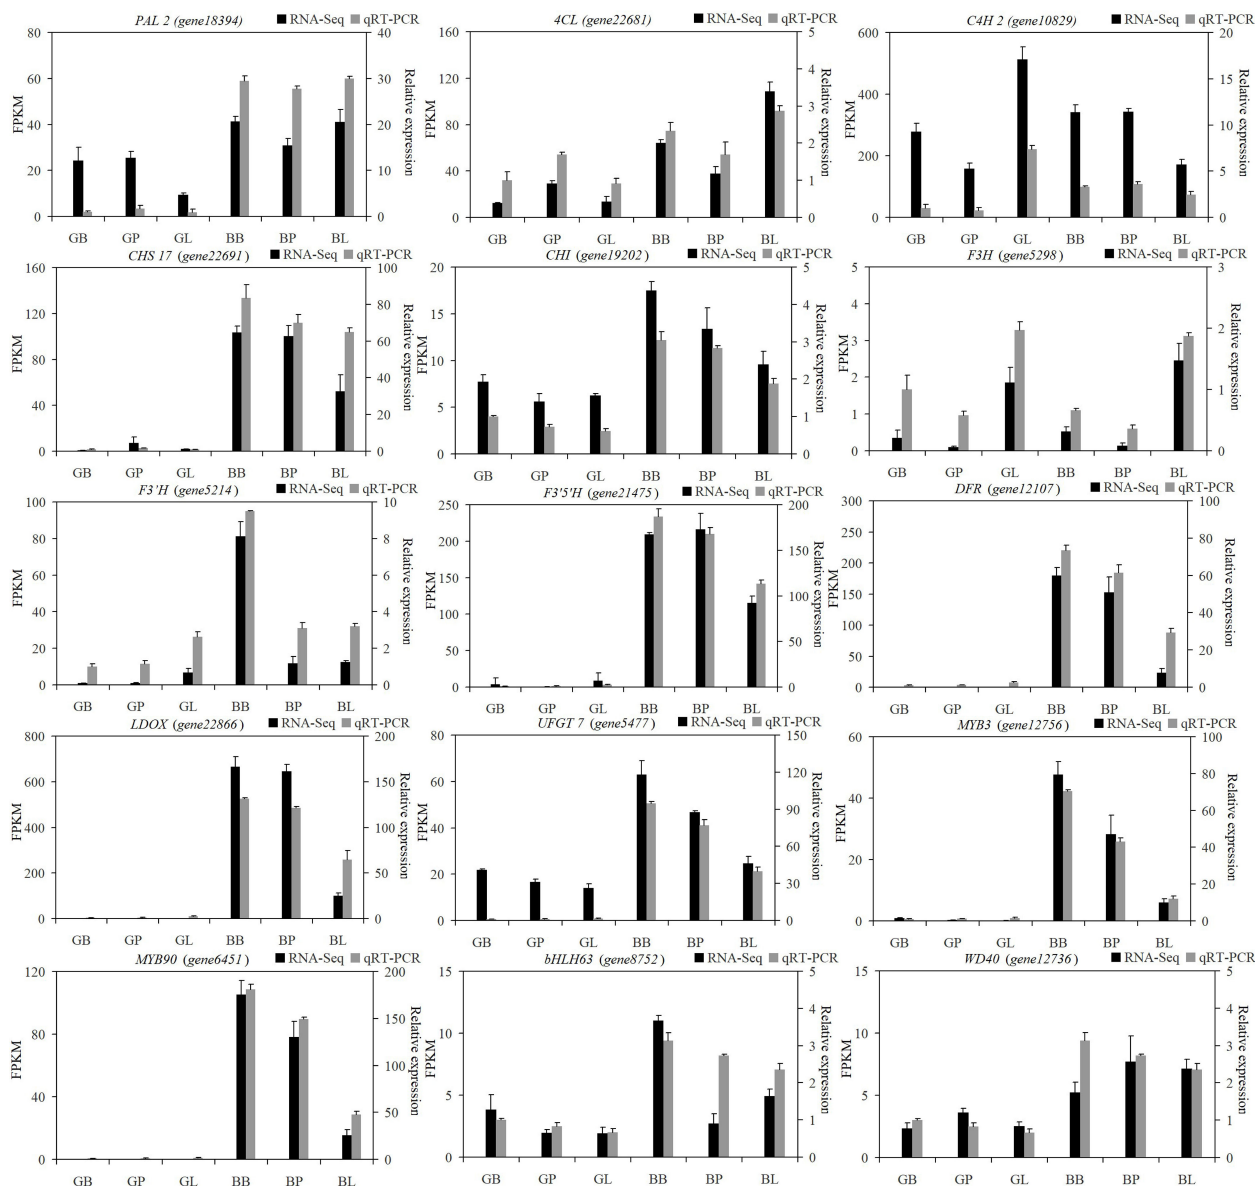 PAL 2 (gene18394) RNA-Seq qRT-PCR
FPKM
80
60
40
20
0
40
30
20
10
0
Relative expression
GB GP GL BB BP BL
4CL (gene22681) RNA-Seq qRT-PCR
FPKM
160
120
80
40
0
5
4
3
2
1
0
Relative expression
GB GP GL BB BP BL
C4H 2 (gene10829) RNA-Seq qRT-PCR
FPKM
600
400
200
0
20
15
10
5
0
Relative expression
GB GP GL BB BP BL
CHS 17 (gene22691) RNA-Seq qRT-PCR
FPKM
160
120
80
40
0
100
80
60
40
20
0
Relative expression
GB GP GL BB BP BL
CHI (gene19202) RNA-Seq qRT-PCR
FPKM
20
15
10
5
0
5
4
3
2
1
0
Relative expression
GB GP GL BB BP BL
F3H (gene5298) RNA-Seq qRT-PCR
FPKM
5
4
3
2
1
0
3
2
1
0
Relative expression
GB GP GL BB BP BL
F3'H (gene5214) RNA-Seq qRT-PCR
FPKM
100
80
60
40
20
0
10
8
6
4
2
0
Relative expression
GB GP GL BB BP BL
F3'5'H (gene21475) RNA-Seq qRT-PCR
FPKM
250
200
150
100
50
0
200
150
100
50
0
Relative expression
GB GP GL BB BP BL
DFR (gene12107) RNA-Seq qRT-PCR
FPKM
300
250
200
150
100
50
0
100
80
60
40
20
0
Relative expression
GB GP GL BB BP BL
LDOX (gene22866) RNA-Seq qRT-PCR
FPKM
800
600
400
200
0
200
150
100
50
0
Relative expression
GB GP GL BB BP BL
UFGT 7 (gene5477) RNA-Seq qRT-PCR
FPKM
80
60
40
20
0
150
120
90
60
30
0
Relative expression
GB GP GL BB BP BL
MYB3 (gene12756) RNA-Seq qRT-PCR
FPKM
60
40
20
0
100
80
60
40
20
0
Relative expression
GB GP GL BB BP BL
MYB90 (gene6451) RNA-Seq qRT-PCR
FPKM
120
100
80
60
40
20
0
200
150
100
50
0
Relative expression
GB GP GL BB BP BL
bHLH63 (gene8752) RNA-Seq qRT-PCR
FPKM
15
10
5
0
5
4
3
2
1
0
Relative expression
GB GP GL BB BP BL
WD40 (gene12736) RNA-Seq qRT-PCR
FPKM
15
10
5
0
5
4
3
2
1
0
Relative expression
GB GP GL BB BP BL